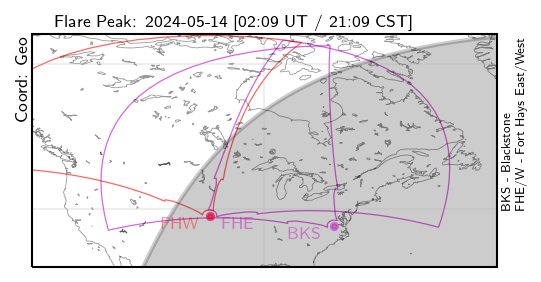 Flare Peak: 2024-05-14 [02:09 UT / 21:09 CST]
Coord: Geo
FHW
FHE
BKS
BKS - Blackstone
FHE/W - Fort Hays East/West